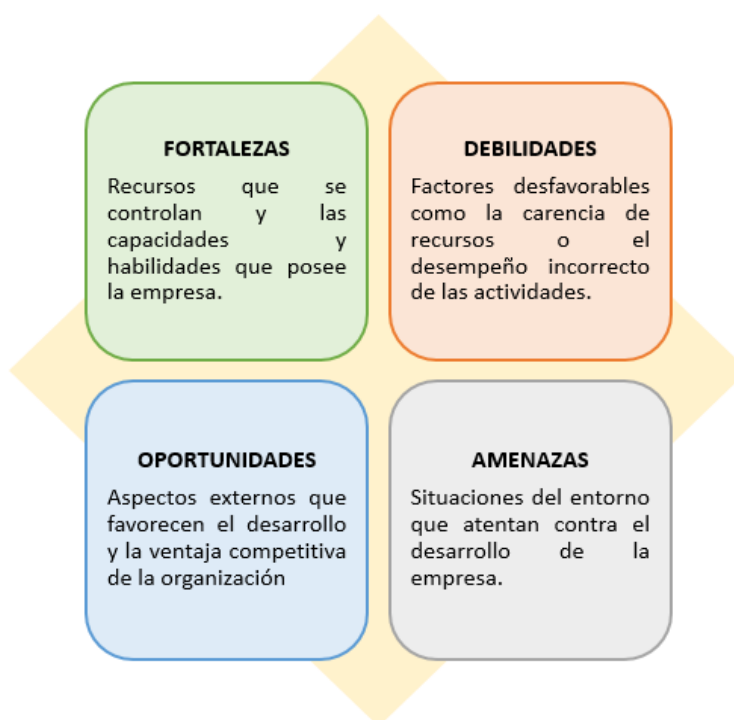 FORTALEZAS
Recursos que se
controlan y las
capacidades y
habilidades que posee
la empresa.
DEBILIDADES
Factores desfavorables
como la carencia de
recursos o el
desempeño incorrecto
de las actividades.
OPORTUNIDADES
Aspectos externos que
favorecen el desarrollo
y la ventaja competitiva
de la organización
AMENAZAS
Situaciones del entorno
que atentan contra el
desarrollo de la
empresa.